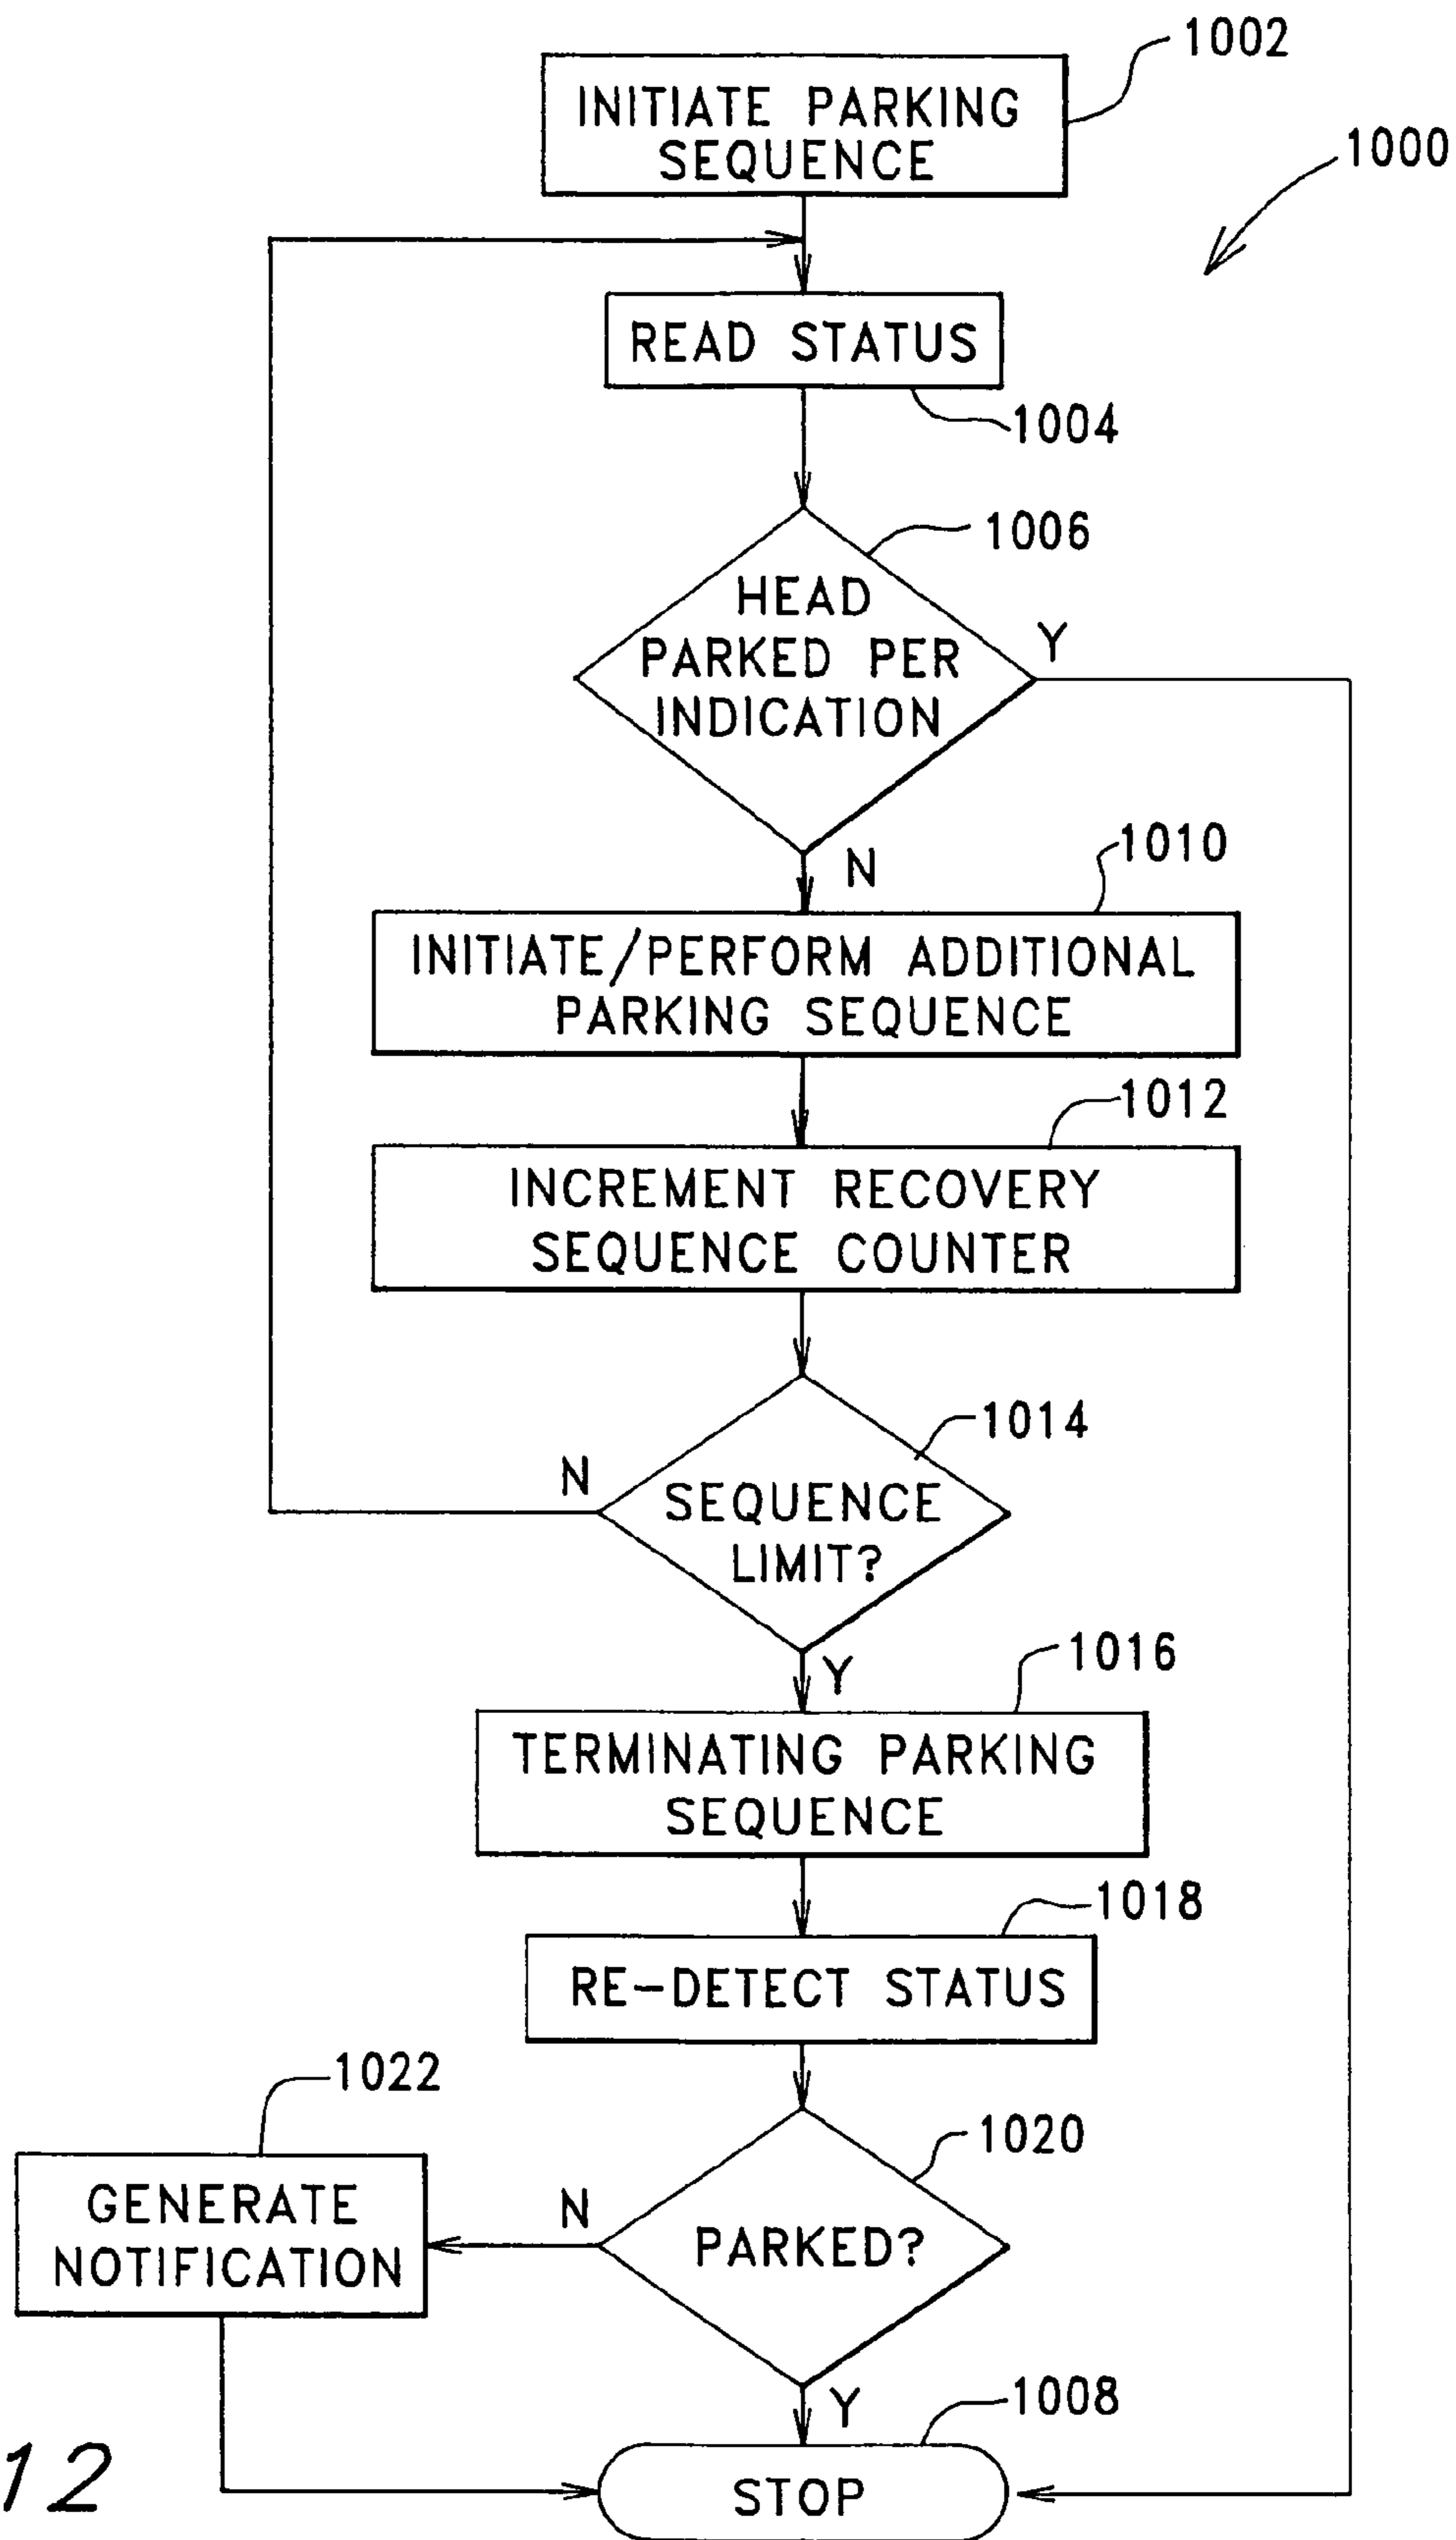 1002
INITIATE PARKING
SEQUENCE
1000
READ STATUS
1004
1006
HEAD
PARKED PER
INDICATION
Y
N
1010
INITIATE/PERFORM ADDITIONAL
PARKING SEQUENCE
1012
INCREMENT RECOVERY
SEQUENCE COUNTER
1014
N
SEQUENCE
LIMIT?
Y
1016
TERMINATING PARKING
SEQUENCE
1018
RE-DETECT STATUS
1022
1020
GENERATE
NOTIFICATION
N
PARKED?
Y
1008
STOP
12